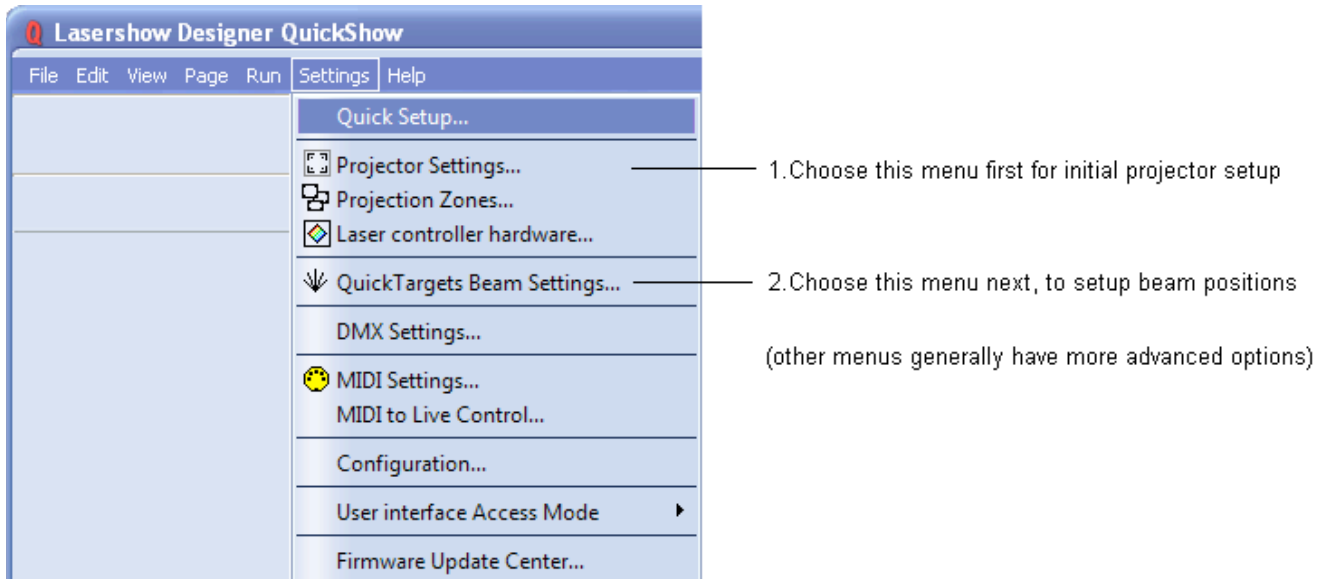 Lasershow Designer QuickShow
File Edit View Page Run Settings Help
Quick Setup...
Projector Settings...
1.Choose this menu first for initial projector setup
Projection Zones...
Laser controller hardware...
QuickTargets Beam Settings...
2.Choose this menu next, to setup beam positions
DMX Settings...
(other menus generally have more advanced options)
MIDI Settings...
MIDI to Live Control...
Configuration...
User interface Access Mode
Firmware Update Center...